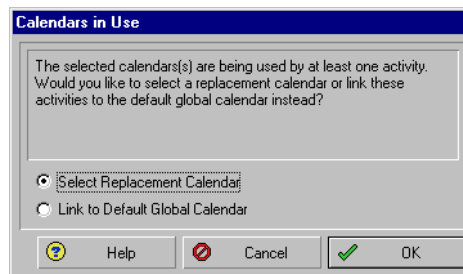 Calendars in Use
The selected calendars(s) are being used by at least one activity.
Would you like to select a replacement calendar or link these
activities to the default global calendar instead?
Select Replacement Calendar
Link to Default Global Calendar
Help
Cancel
OK